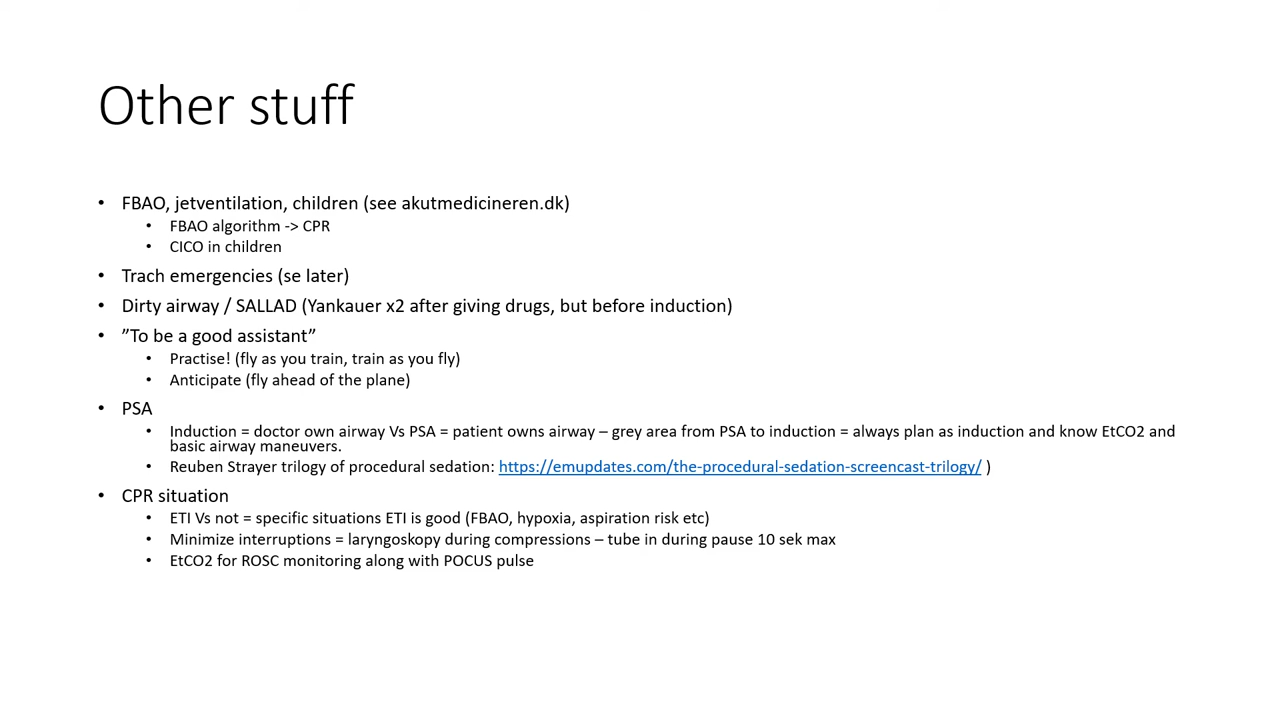 Other stuff
• FBAO, jetventilation, children (see akutmedicineren.dk)
• FBAO algorithm -> CPR
• CICO in children
• Trach emergencies (se later)
• Dirty airway / SALLAD (Yankauer x2 after giving drugs, but before induction)
• ”To be a good assistant”
• Practise! (fly as you train, train as you fly)
• Anticipate (fly ahead of the plane)
• PSA
• Induction = doctor own airway Vs PSA = patient owns airway – grey area from PSA to induction = always plan as induction and know EtCO2 and
basic airway maneuvers.
• Reuben Strayer trilogy of procedural sedation: https://emupdates.com/the-procedural-sedation-screencast-trilogy/ )
• CPR situation
• ETI Vs not = specific situations ETI is good (FBAO, hypoxia, aspiration risk etc)
• Minimize interruptions = laryngoskopy during compressions – tube in during pause 10 sek max
• EtCO2 for ROSC monitoring along with POCUS pulse